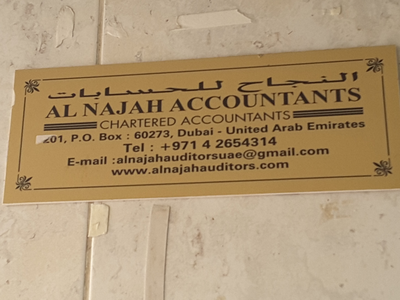 النجاح للحسابات
AL NAJAH ACCOUNTANTS
CHARTERED ACCOUNTANTS
201, P.O. Box : 60273, Dubai - United Arab Emirates
Tel : +971 4 2654314
E-mail :alnajahauditorsuae@gmail.com
www.alnajahauditors.com